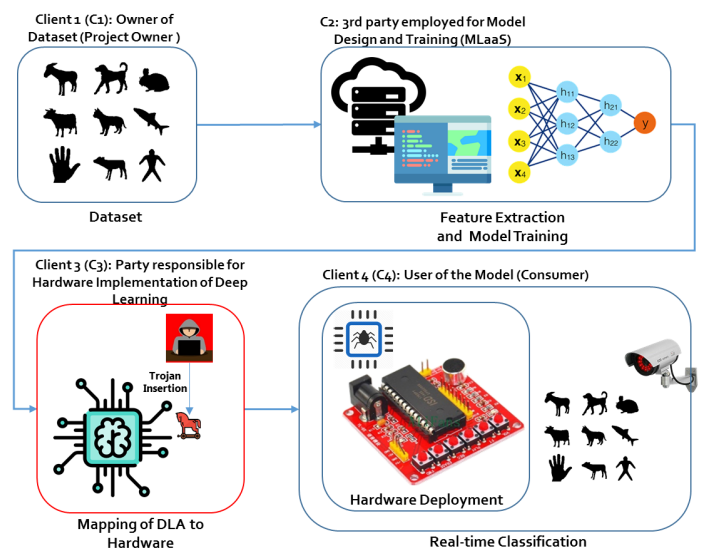 Client 1 (C1): Owner of
Dataset (Project Owner )
Dataset
C2: 3rd party employed for Model
Design and Training (MLaaS)
x1
x2
x3
x4
h11
h12
h13
h21
h22
y
Feature Extraction
and Model Training
Client 3 (C3): Party responsible for
Hardware Implementation of Deep
Learning
Trojan
Insertion
Mapping of DLA to
Hardware
Client 4 (C4): User of the Model (Consumer)
Hardware Deployment
Real-time Classification